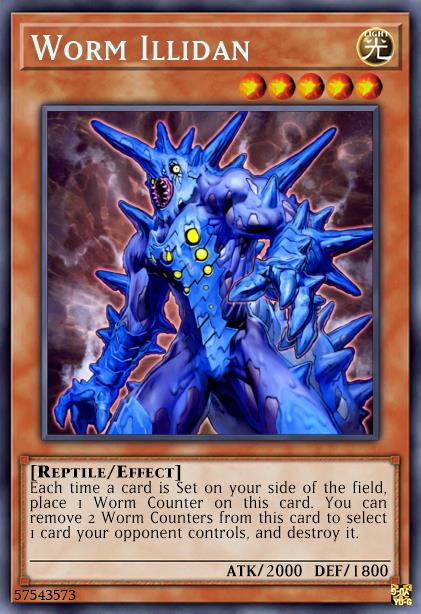 WORM ILLIDAN
LIGHT
光
[REPTILE/EFFECT]
Each time a card is Set on your side of the field,
place 1 Worm Counter on this card. You can
remove 2 Worm Counters from this card to select
1 card your opponent controls, and destroy it.
ATK/2000 DEF/1800
57543573